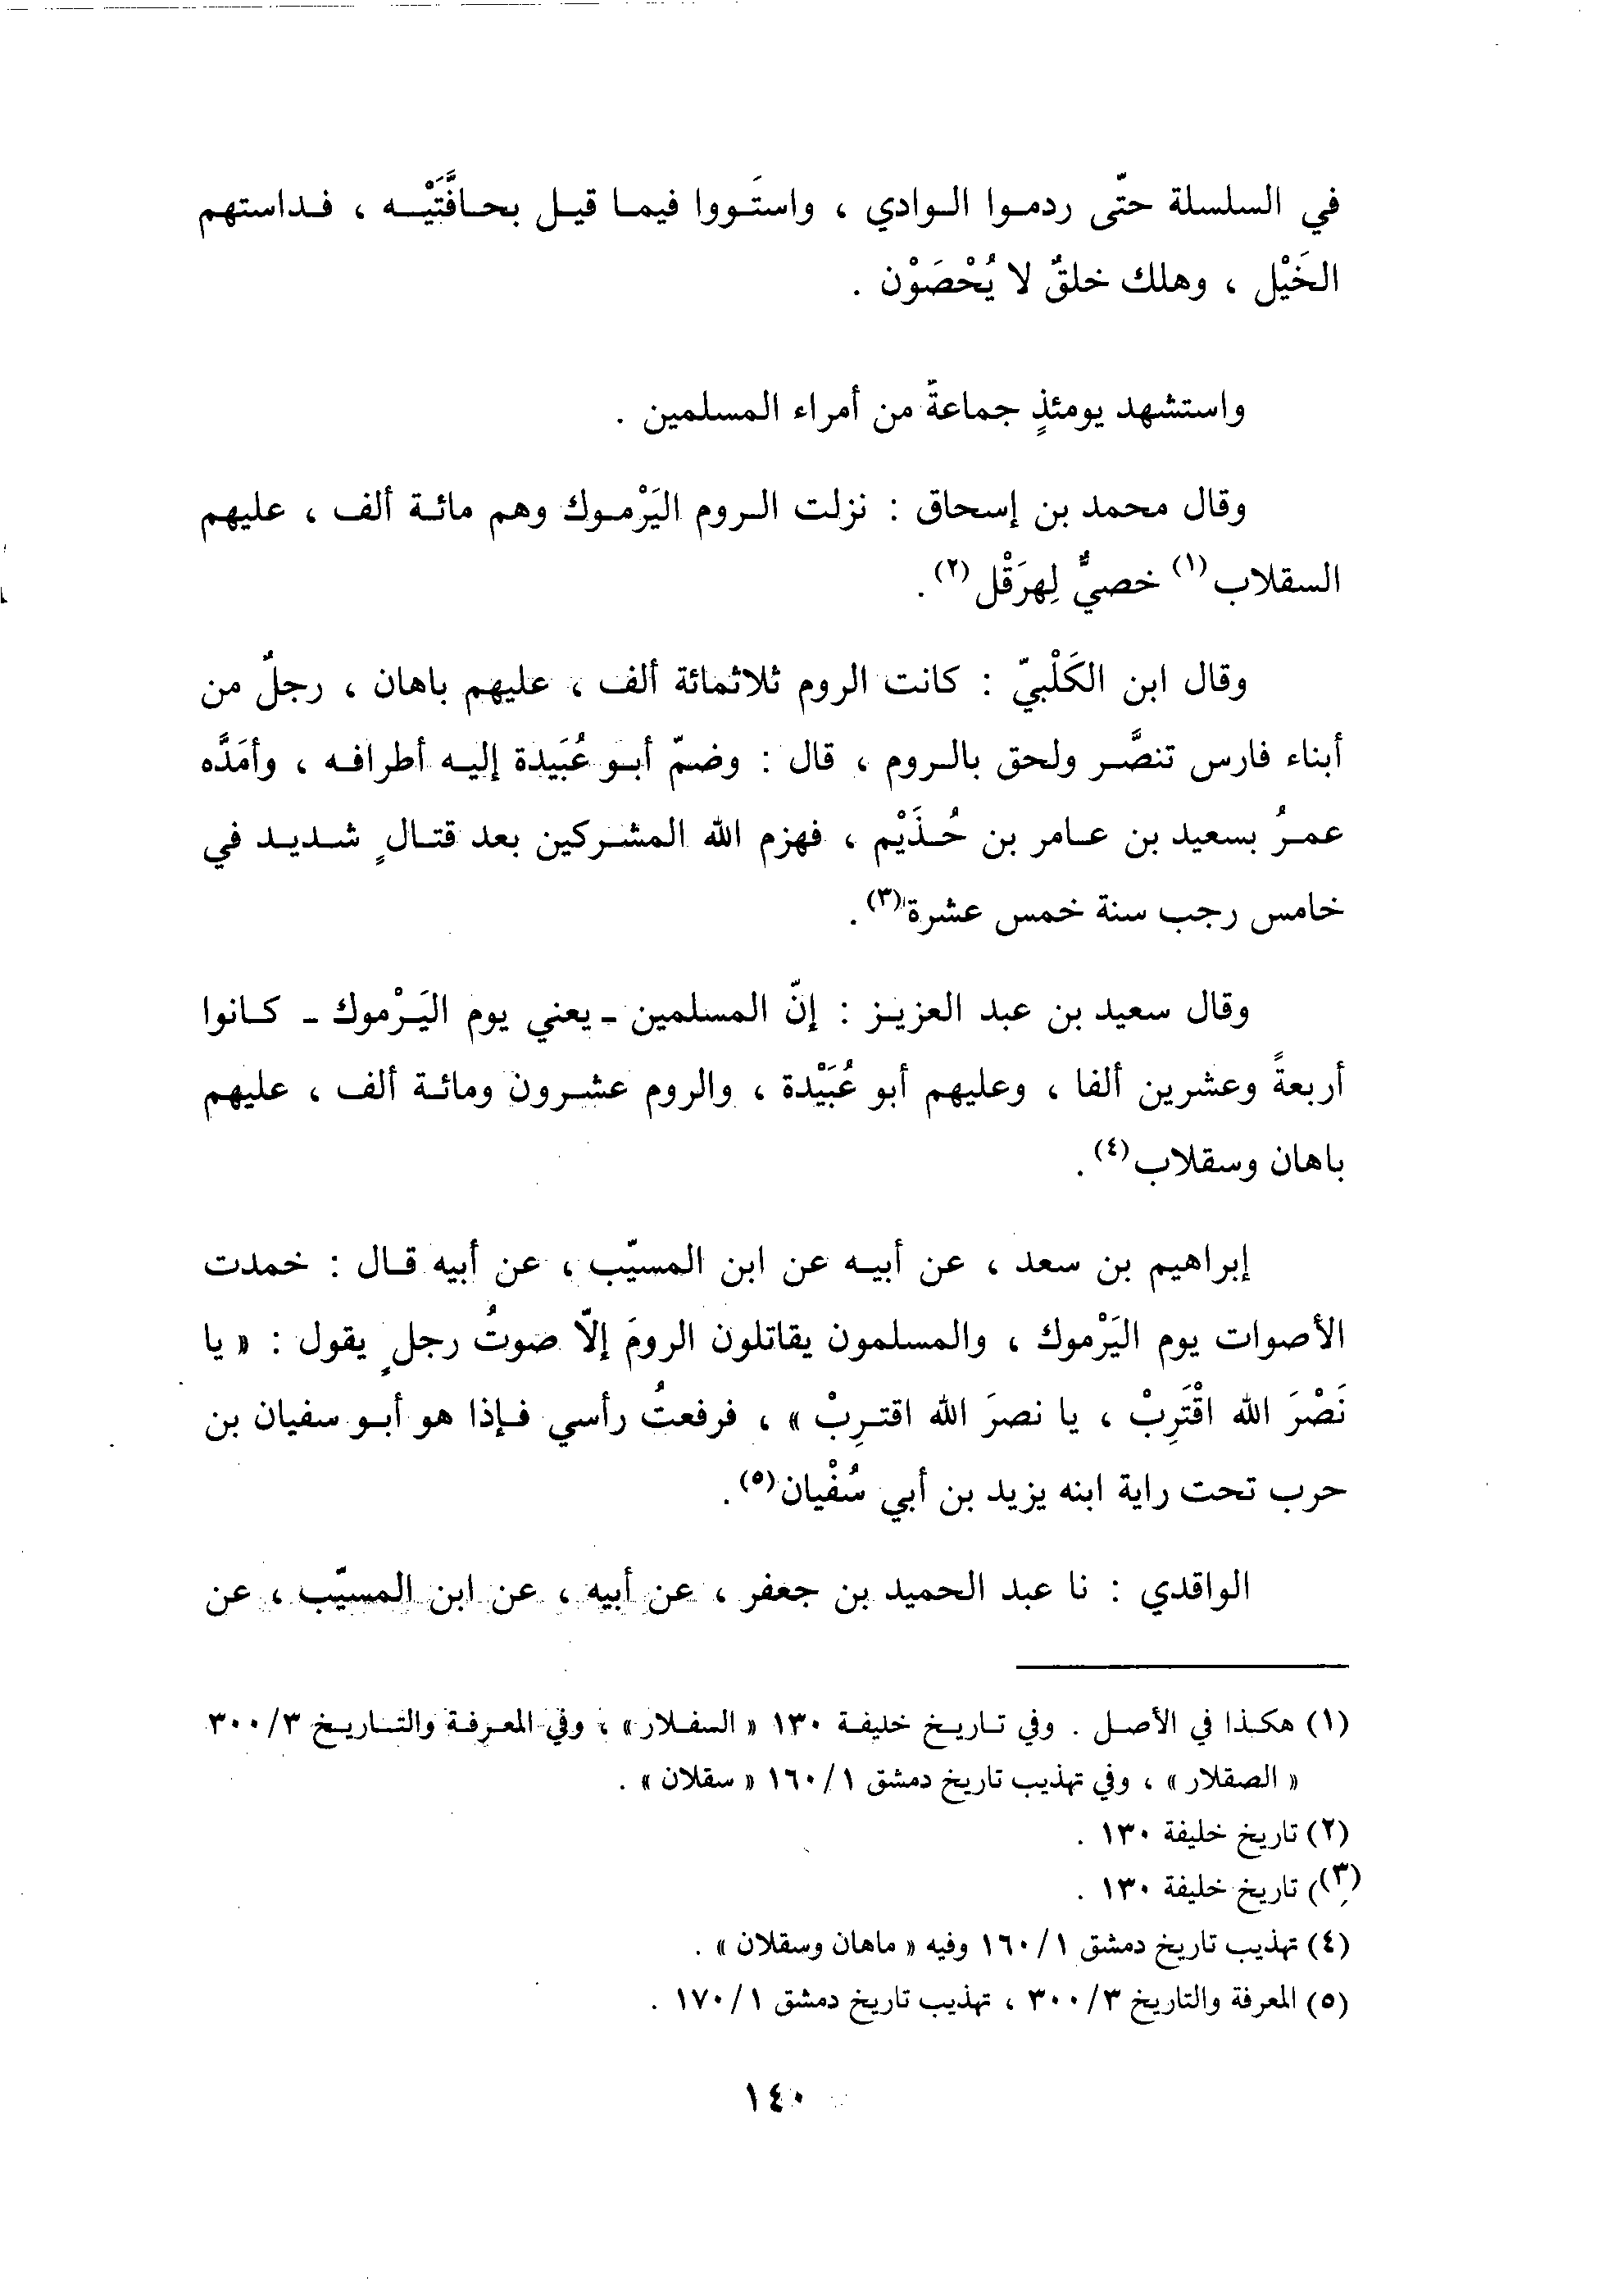 في السلسلة حتّى ردموا الوادي ، واستَووا فيما قيل بحافَّتَيْه ، فداستهم
الخَيْل ، وهلك خلقٌ لا يُحْصَوْن .
واستشهد يومئذٍ جماعةٌ من أمراء المسلمين .
وقال محمد بن إسحاق : نزلت الروم اليَرْموك وهم مائة ألف ، عليهم
السقلاب (١) خصيٌّ لِهرَقْل (٢) .
وقال ابن الكَلْبيّ : كانت الروم ثلاثمائة ألف ، عليهم باهان ، رجلٌ من
أبناء فارس تنصَّر ولحق بالروم ، قال : وضمّ أبو عُبَيدة إليه أطرافه ، وأمَدَّه
عمرُ بسعيد بن عامر بن حُذَيْم ، فهزم الله المشركين بعد قتالٍ شديد في
خامس رجب سنة خمس عشرة (٣) .
وقال سعيد بن عبد العزيز : إنّ المسلمين - يعني يوم اليَرْموك - كانوا
أربعةً وعشرين ألفا ، وعليهم أبو عُبَيْدة ، والروم عشرون ومائة ألف ، عليهم
باهان وسقلاب (٤) .
إبراهيم بن سعد ، عن أبيه عن ابن المسيّب ، عن أبيه قال : خمدت
الأصوات يوم اليَرْموك ، والمسلمون يقاتلون الرومَ إلّا صوتُ رجلٍ يقول : « يا
نَصْرَ الله اقْتَرِبْ ، يا نصرَ الله اقترِبْ » ، فرفعتُ رأسي فإذا هو أبو سفيان بن
حرب تحت راية ابنه يزيد بن أبي سُفْيان (٥) .
الواقدي : نا عبد الحميد بن جعفر ، عن أبيه ، عن ابن المسيّب ، عن
(١) هكذا في الأصل . وفي تاريخ خليفة ١٣٠ « السفلار » ، وفي المعرفة والتاريخ ٣/٣٠٠
« الصقلار » ، وفي تهذيب تاريخ دمشق ١/١٦٠ « سقلان » .
(٢) تاريخ خليفة ١٣٠ .
(٣) تاريخ خليفة ١٣٠ .
(٤) تهذيب تاريخ دمشق ١/١٦٠ وفيه « ماهان وسقلان » .
(٥) المعرفة والتاريخ ٣/٣٠٠ ، تهذيب تاريخ دمشق ١/١٧٠ .
١٤٠